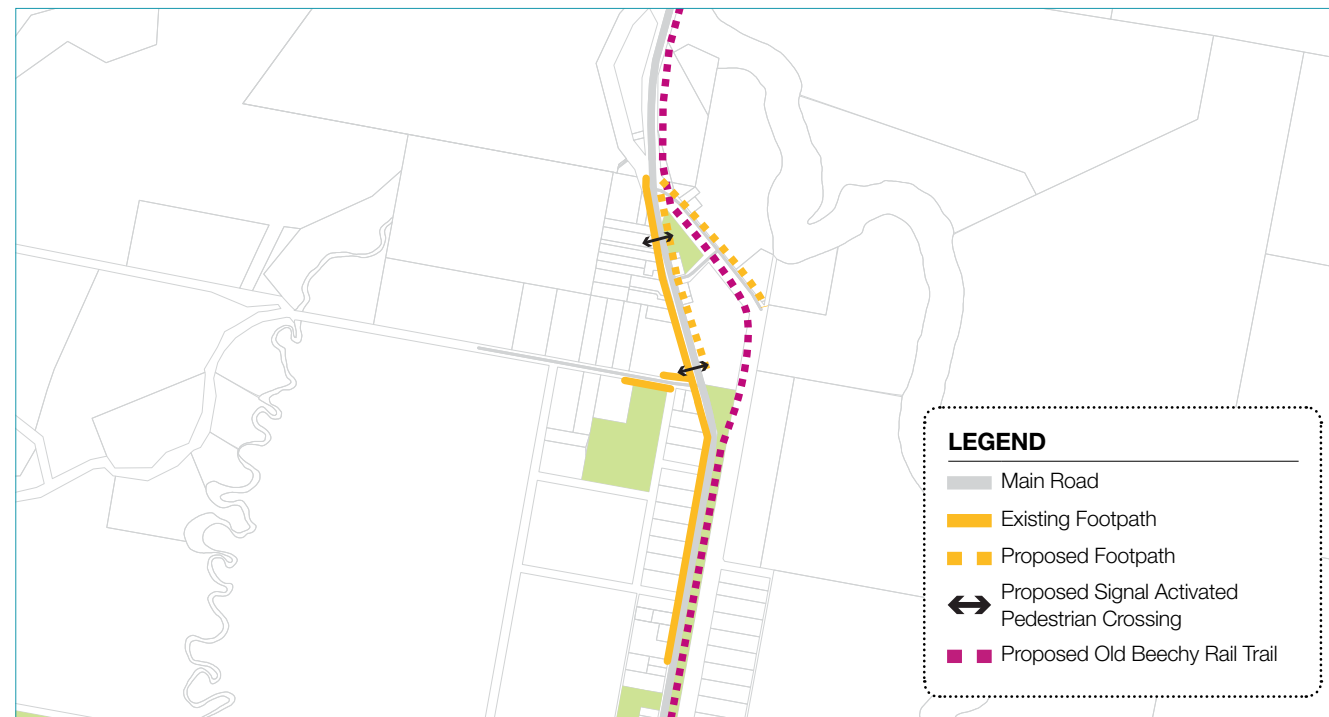 LEGEND
Main Road
Existing Footpath
Proposed Footpath
Proposed Signal Activated
Pedestrian Crossing
Proposed Old Beechy Rail Trail